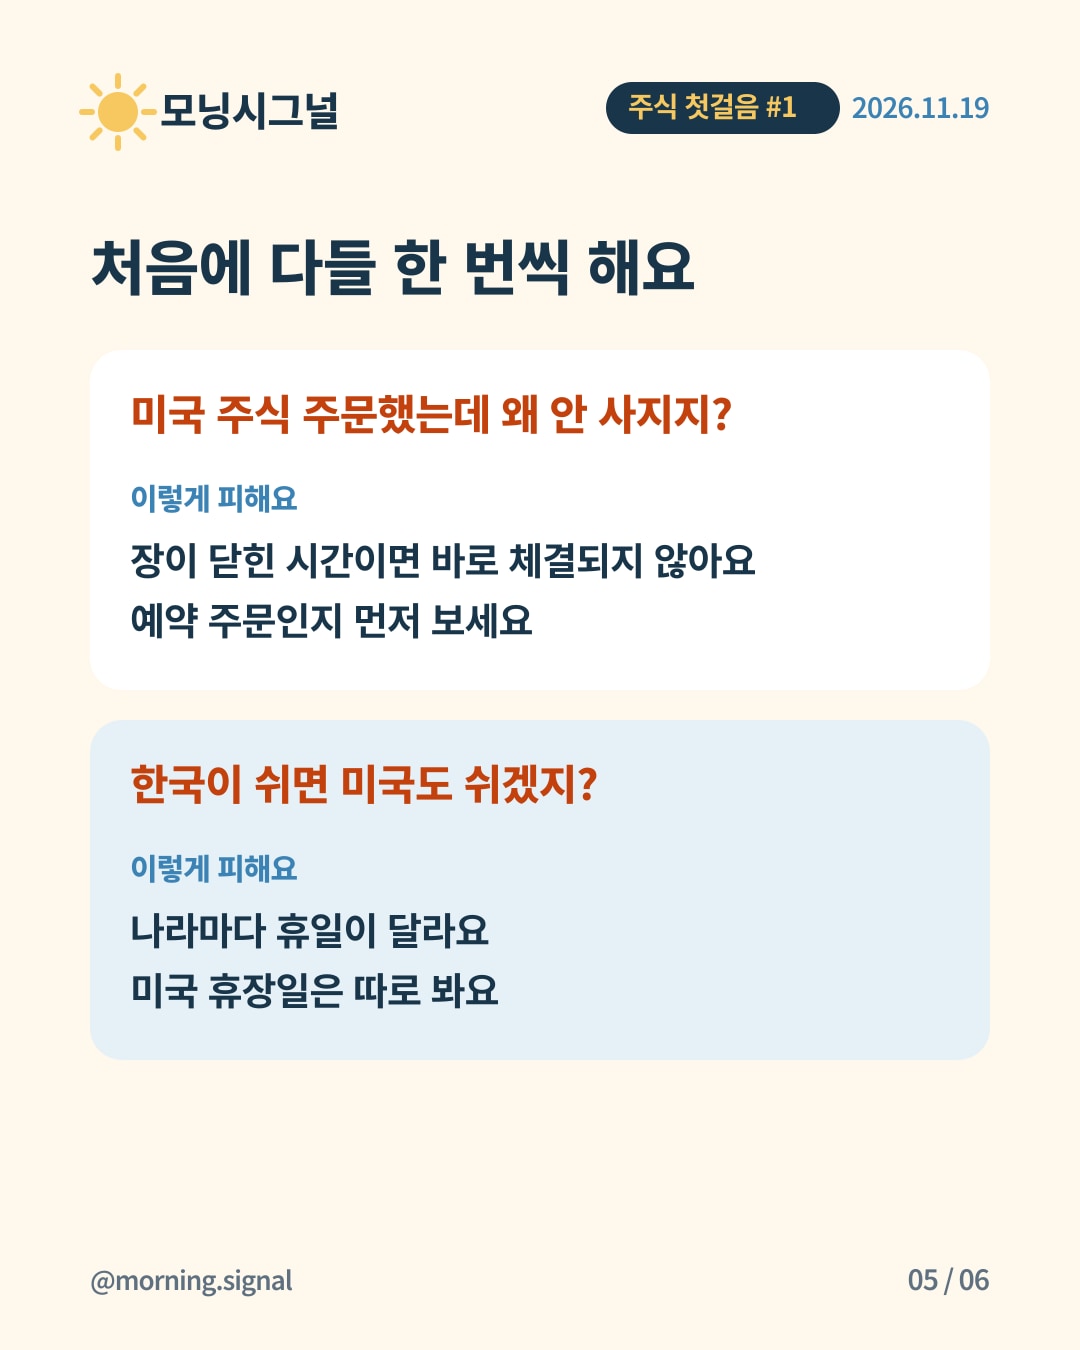 모닝시그널
주식 첫걸음 #1
2026.11.19
처음에 다들 한 번씩 해요
미국 주식 주문했는데 왜 안 사지지?
이렇게 피해요
장이 닫힌 시간이면 바로 체결되지 않아요
예약 주문인지 먼저 보세요
한국이 쉬면 미국도 쉬겠지?
이렇게 피해요
나라마다 휴일이 달라요
미국 휴장일은 따로 봐요
@morning.signal
05 / 06